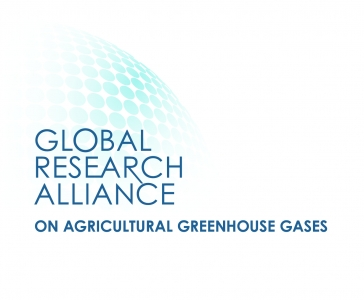 GLOBAL
RESEARCH
ALLIANCE
ON AGRICULTURAL GREENHOUSE GASES